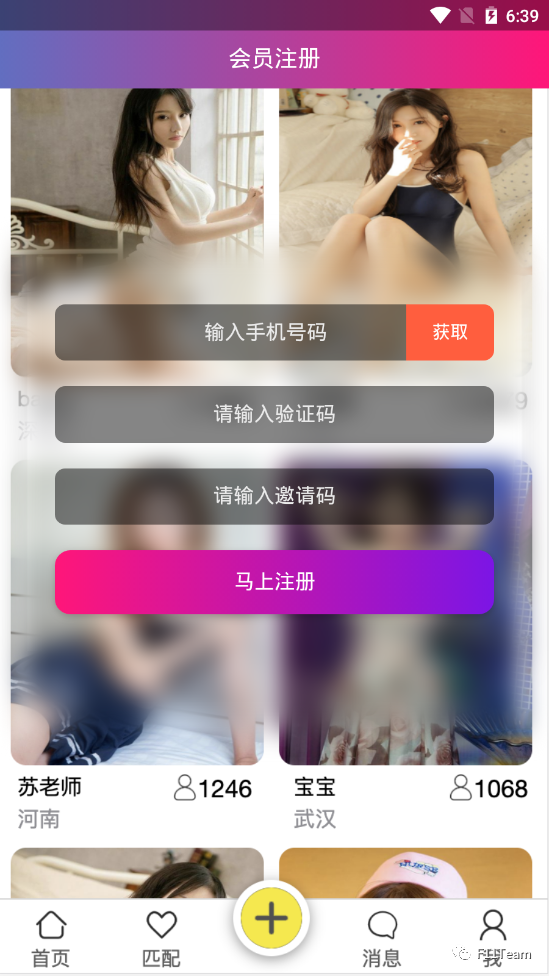 6:39
会员注册
输入手机号码 获取
请输入验证码
请输入邀请码
马上注册
苏老师 1246
宝宝 1068
河南
武汉
首页 匹配 消息 我